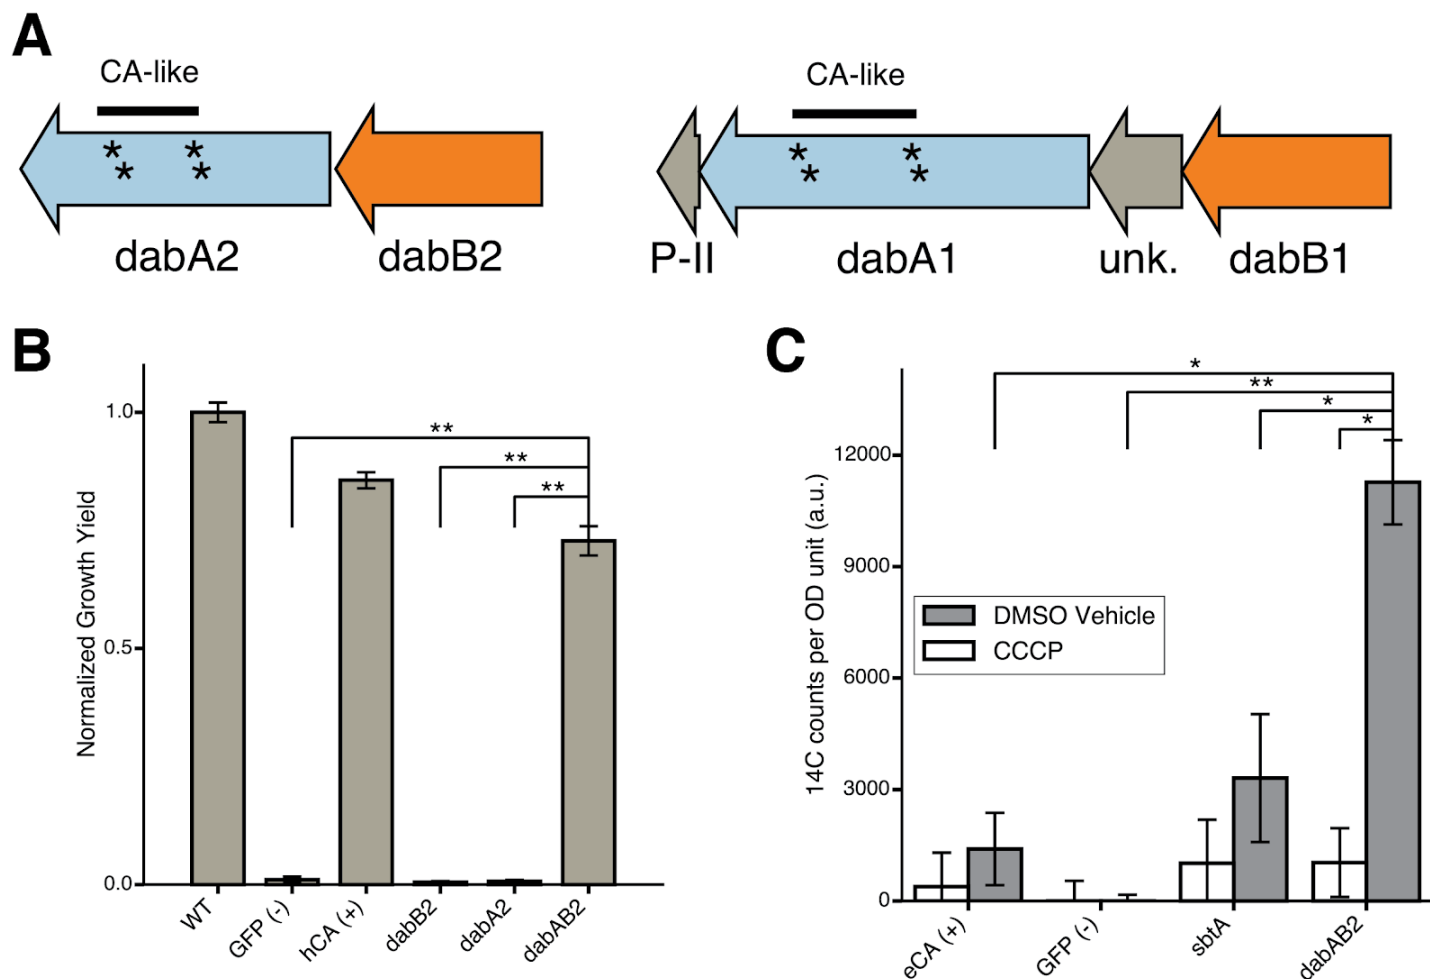 A
CA-like
CA-like
* * * *
* * * *
dabA2
dabB2
P-II
dabA1
unk.
dabB1
B
Normalized Growth Yield
1.0
0.5
0.0
**
**
**
WT
GFP (-)
hCA (+)
dabB2
dabA2
dabAB2
C
14C counts per OD unit (a.u.)
12000
9000
6000
3000
0
*
**
*
*
DMSO Vehicle
CCCP
eCA (+)
GFP (-)
sbtA
dabAB2